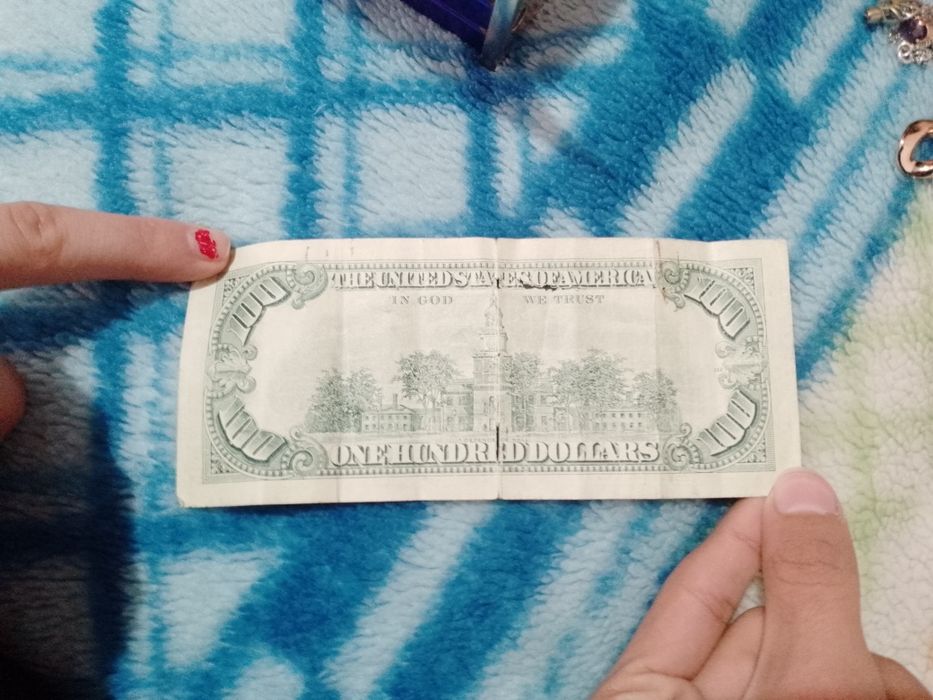 THE UNITED STATES OF AMERICA
IN GOD WE TRUST
100 100
100 100
ONE HUNDRED DOLLARS